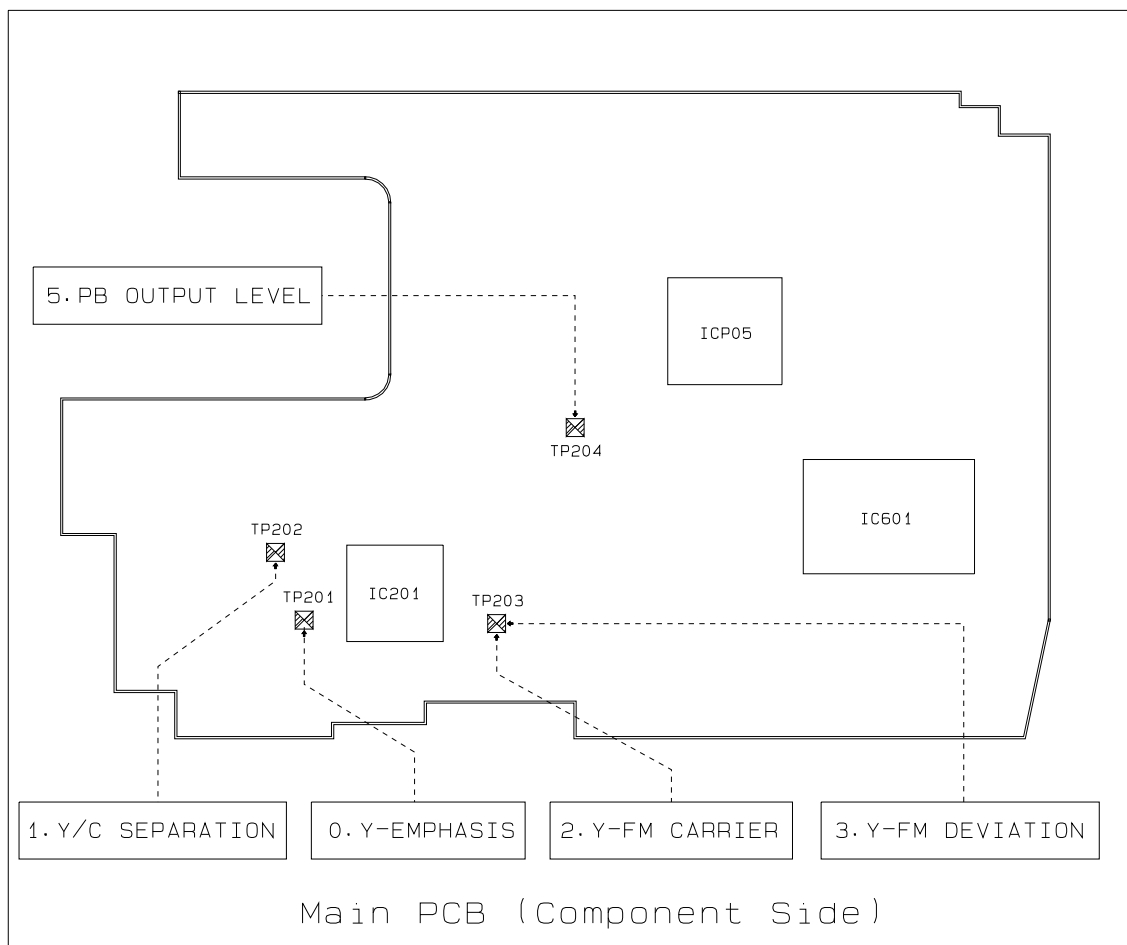 5. PB OUTPUT LEVEL
ICP05
TP204
IC601
TP202
TP201
IC201
TP203
1. Y/C SEPARATION
0. Y-EMPHASIS
2. Y-FM CARRIER
3. Y-FM DEVIATION
Main PCB (Component Side)